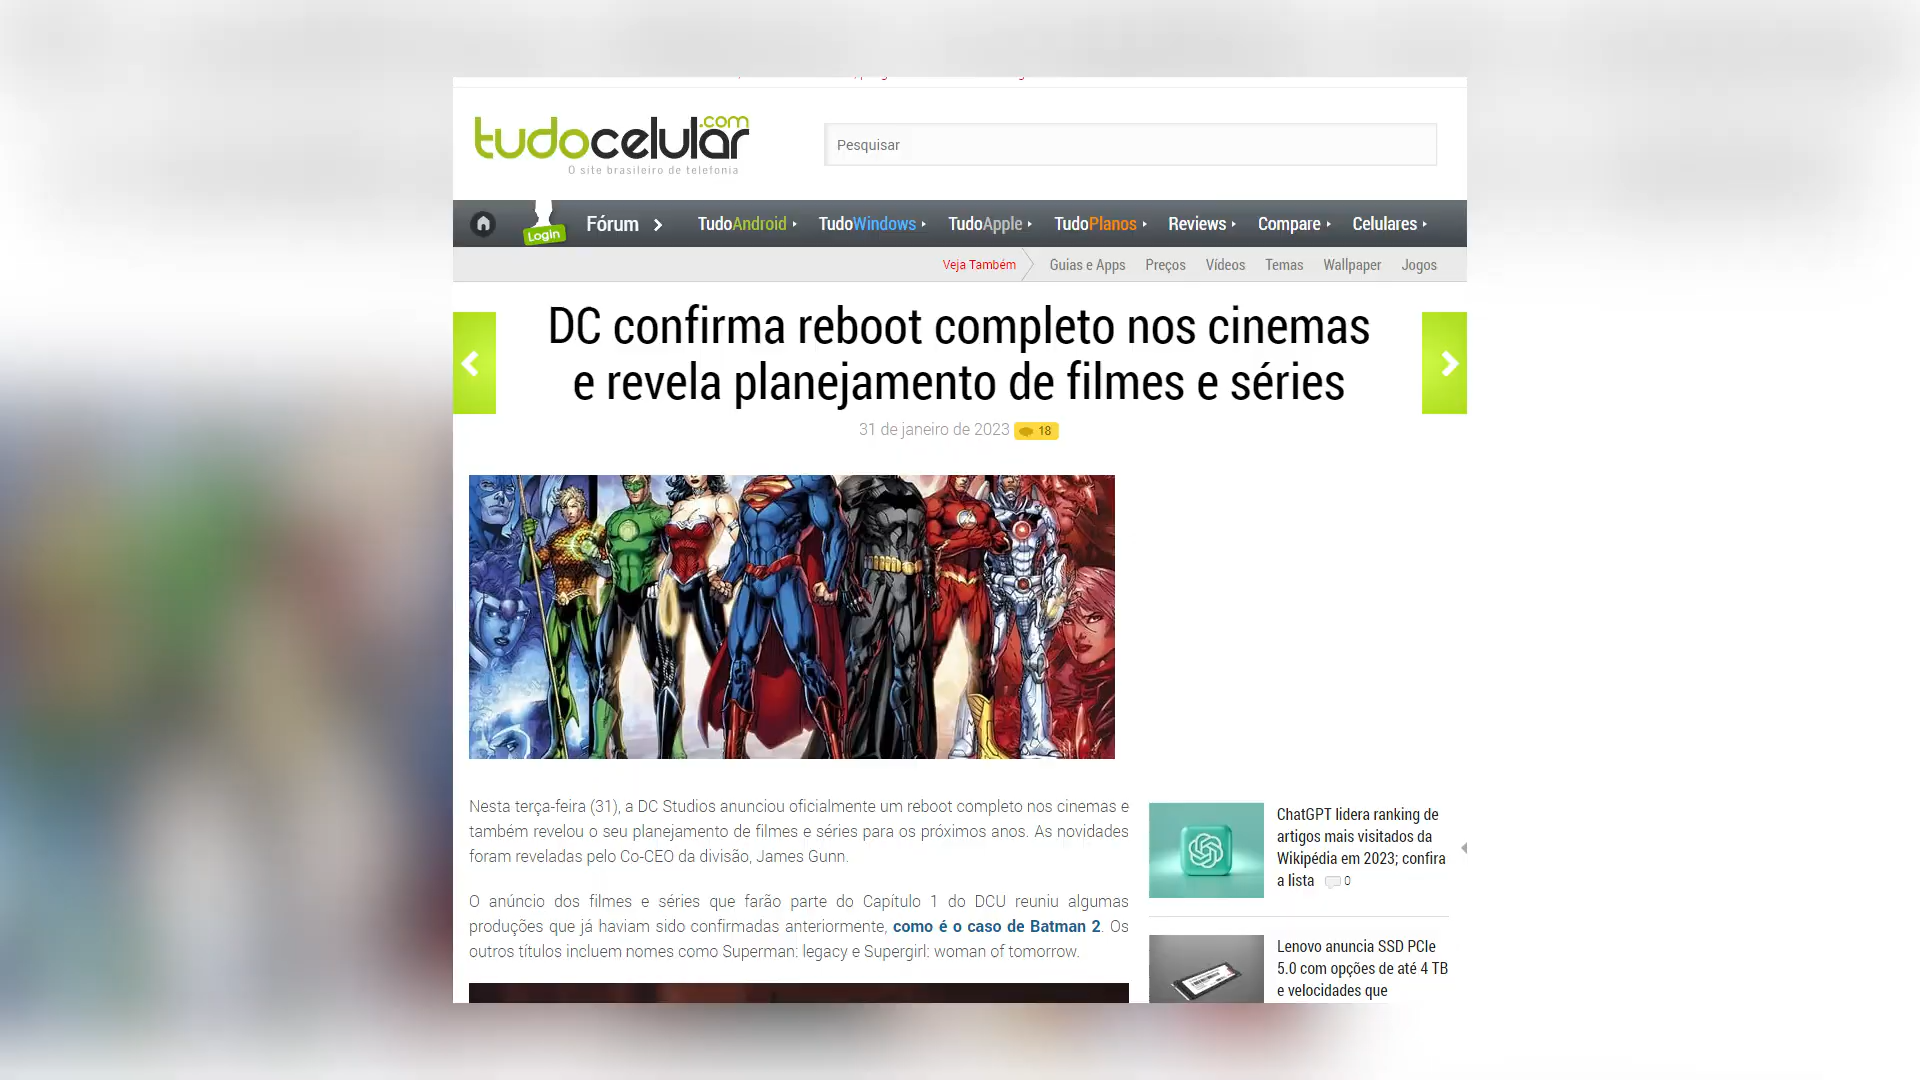 tudocelular.com
O site brasileiro de telefonia
Pesquisar
Login
Fórum
TudoAndroid
TudoWindows
TudoApple
TudoPlanos
Reviews
Compare
Celulares
Veja Também
Guias e Apps
Preços
Vídeos
Temas
Wallpaper
Jogos
DC confirma reboot completo nos cinemas
e revela planejamento de filmes e séries
31 de janeiro de 2023 18
Nesta terça-feira (31), a DC Studios anunciou oficialmente um reboot completo nos cinemas e
também revelou o seu planejamento de filmes e séries para os próximos anos. As novidades
foram reveladas pelo Co-CEO da divisão, James Gunn.
O anúncio dos filmes e séries que farão parte do Capítulo 1 do DCU reuniu algumas
produções que já haviam sido confirmadas anteriormente, como é o caso de Batman 2. Os
outros títulos incluem nomes como Superman: legacy e Supergirl: woman of tomorrow.
ChatGPT lidera ranking de
artigos mais visitados da
Wikipédia em 2023; confira
a lista 0
Lenovo anuncia SSD PCIe
5.0 com opções de até 4 TB
e velocidades que